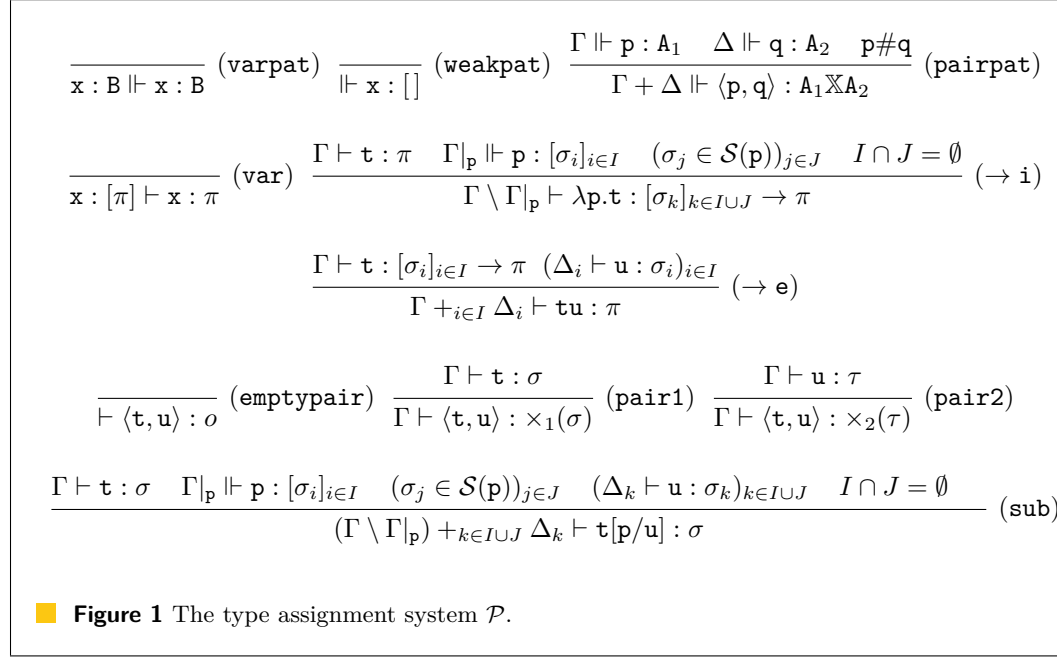 x : B ⊩ x : B (varpat) ⊩ x : [ ] (weakpat) Γ ⊩ p : A₁ Δ ⊩ q : A₂ p#q / Γ + Δ ⊩ ⟨p, q⟩ : A₁𝕏A₂ (pairpat)
x : [π] ⊢ x : π (var) Γ ⊢ t : π Γ|ₚ ⊩ p : [σᵢ]_{i∈I} (σⱼ ∈ 𝒮(p))_{j∈J} I ∩ J = ∅ / Γ \ Γ|ₚ ⊢ λp.t : [σₖ]_{k∈I∪J} → π (→ i)
Γ ⊢ t : [σᵢ]_{i∈I} → π (Δᵢ ⊢ u : σᵢ)_{i∈I} / Γ +_{i∈I} Δᵢ ⊢ tu : π (→ e)
⊢ ⟨t, u⟩ : o (emptypair) Γ ⊢ t : σ / Γ ⊢ ⟨t, u⟩ : ×₁(σ) (pair1) Γ ⊢ u : τ / Γ ⊢ ⟨t, u⟩ : ×₂(τ) (pair2)
Γ ⊢ t : σ Γ|ₚ ⊩ p : [σᵢ]_{i∈I} (σⱼ ∈ 𝒮(p))_{j∈J} (Δₖ ⊢ u : σₖ)_{k∈I∪J} I ∩ J = ∅ / (Γ \ Γ|ₚ) +_{k∈I∪J} Δₖ ⊢ t[p/u] : σ (sub)
Figure 1 The type assignment system 𝒫.